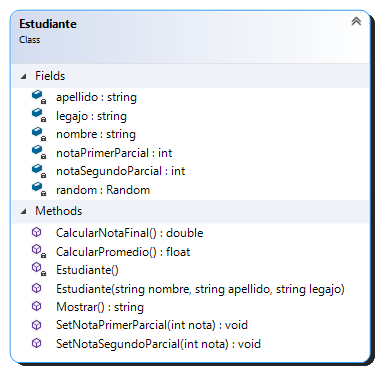 Estudiante
Class
Fields
apellido : string
legajo : string
nombre : string
notaPrimerParcial : int
notaSegundoParcial : int
random : Random
Methods
CalcularNotaFinal() : double
CalcularPromedio() : float
Estudiante()
Estudiante(string nombre, string apellido, string legajo)
Mostrar() : string
SetNotaPrimerParcial(int nota) : void
SetNotaSegundoParcial(int nota) : void